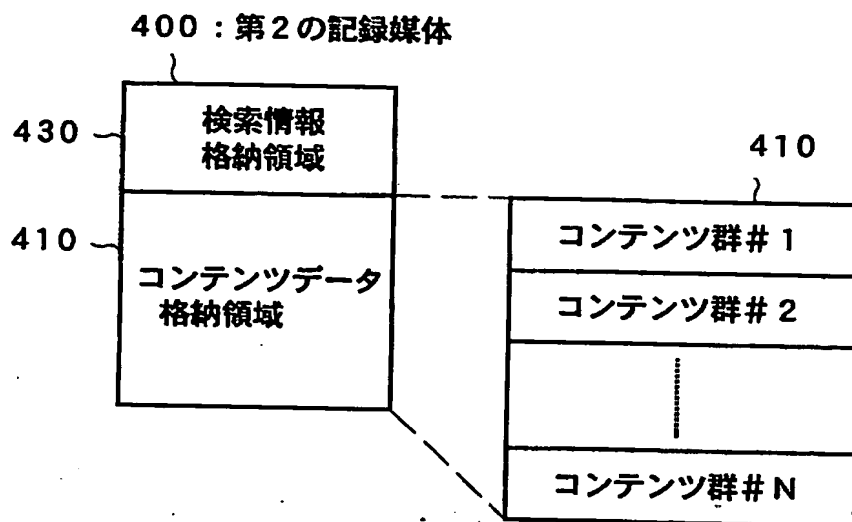 400：第2の記録媒体
430
検索情報
格納領域
410
コンテンツデータ
格納領域
410
コンテンツ群＃1
コンテンツ群＃2
コンテンツ群＃N